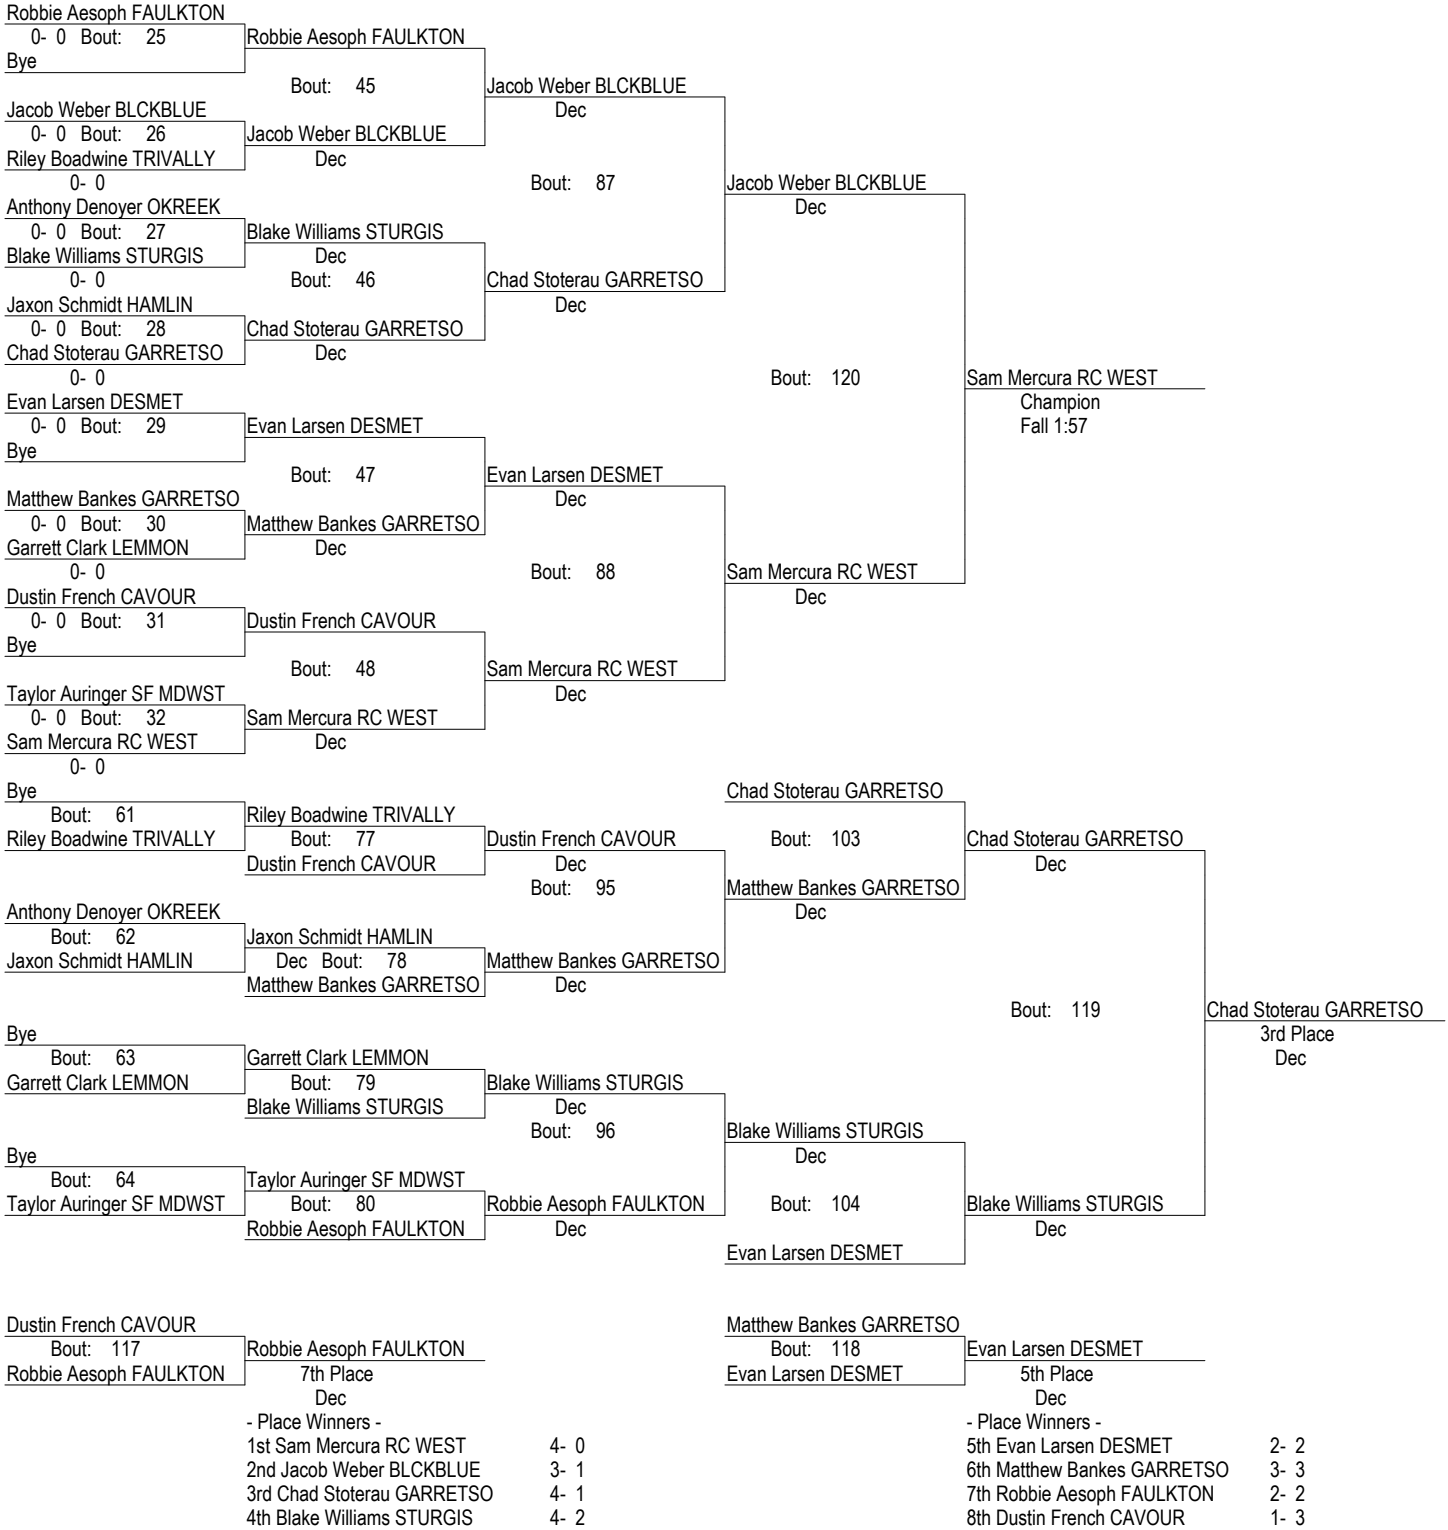 Robbie Aesoph FAULKTON
0- 0 Bout: 25 Robbie Aesoph FAULKTON
Bye
Bout: 45 Jacob Weber BLCKBLUE
Jacob Weber BLCKBLUE Dec
0- 0 Bout: 26 Jacob Weber BLCKBLUE
Riley Boadwine TRIVALLY Dec
0- 0 Bout: 87 Jacob Weber BLCKBLUE
Anthony Denoyer OKREEK Dec
0- 0 Bout: 27 Blake Williams STURGIS
Blake Williams STURGIS Dec
0- 0 Bout: 46 Chad Stoterau GARRETSO
Jaxon Schmidt HAMLIN Dec
0- 0 Bout: 28 Chad Stoterau GARRETSO
Chad Stoterau GARRETSO Dec
0- 0 Bout: 120 Sam Mercura RC WEST
Evan Larsen DESMET Champion
0- 0 Bout: 29 Evan Larsen DESMET Fall 1:57
Bye
Bout: 47 Evan Larsen DESMET
Matthew Bankes GARRETSO Dec
0- 0 Bout: 30 Matthew Bankes GARRETSO
Garrett Clark LEMMON Dec
0- 0 Bout: 88 Sam Mercura RC WEST
Dustin French CAVOUR Dec
0- 0 Bout: 31 Dustin French CAVOUR
Bye
Bout: 48 Sam Mercura RC WEST
Taylor Auringer SF MDWST Dec
0- 0 Bout: 32 Sam Mercura RC WEST
Sam Mercura RC WEST Dec
0- 0
Bye Chad Stoterau GARRETSO
Bout: 61 Riley Boadwine TRIVALLY
Riley Boadwine TRIVALLY Bout: 77 Dustin French CAVOUR Bout: 103 Chad Stoterau GARRETSO
Dustin French CAVOUR Dec Dec
Bout: 95 Matthew Bankes GARRETSO
Anthony Denoyer OKREEK Dec
Bout: 62 Jaxon Schmidt HAMLIN
Jaxon Schmidt HAMLIN Dec Bout: 78 Matthew Bankes GARRETSO
Matthew Bankes GARRETSO Dec
Bout: 119 Chad Stoterau GARRETSO
Bye 3rd Place
Bout: 63 Garrett Clark LEMMON Dec
Garrett Clark LEMMON Bout: 79 Blake Williams STURGIS
Blake Williams STURGIS Dec
Bout: 96 Blake Williams STURGIS
Bye Dec
Bout: 64 Taylor Auringer SF MDWST
Taylor Auringer SF MDWST Bout: 80 Robbie Aesoph FAULKTON Bout: 104 Blake Williams STURGIS
Robbie Aesoph FAULKTON Dec Dec
Evan Larsen DESMET
Dustin French CAVOUR Matthew Bankes GARRETSO
Bout: 117 Robbie Aesoph FAULKTON Bout: 118 Evan Larsen DESMET
Robbie Aesoph FAULKTON 7th Place Evan Larsen DESMET 5th Place
Dec Dec
- Place Winners - - Place Winners -
1st Sam Mercura RC WEST 4- 0 5th Evan Larsen DESMET 2- 2
2nd Jacob Weber BLCKBLUE 3- 1 6th Matthew Bankes GARRETSO 3- 3
3rd Chad Stoterau GARRETSO 4- 1 7th Robbie Aesoph FAULKTON 2- 2
4th Blake Williams STURGIS 4- 2 8th Dustin French CAVOUR 1- 3